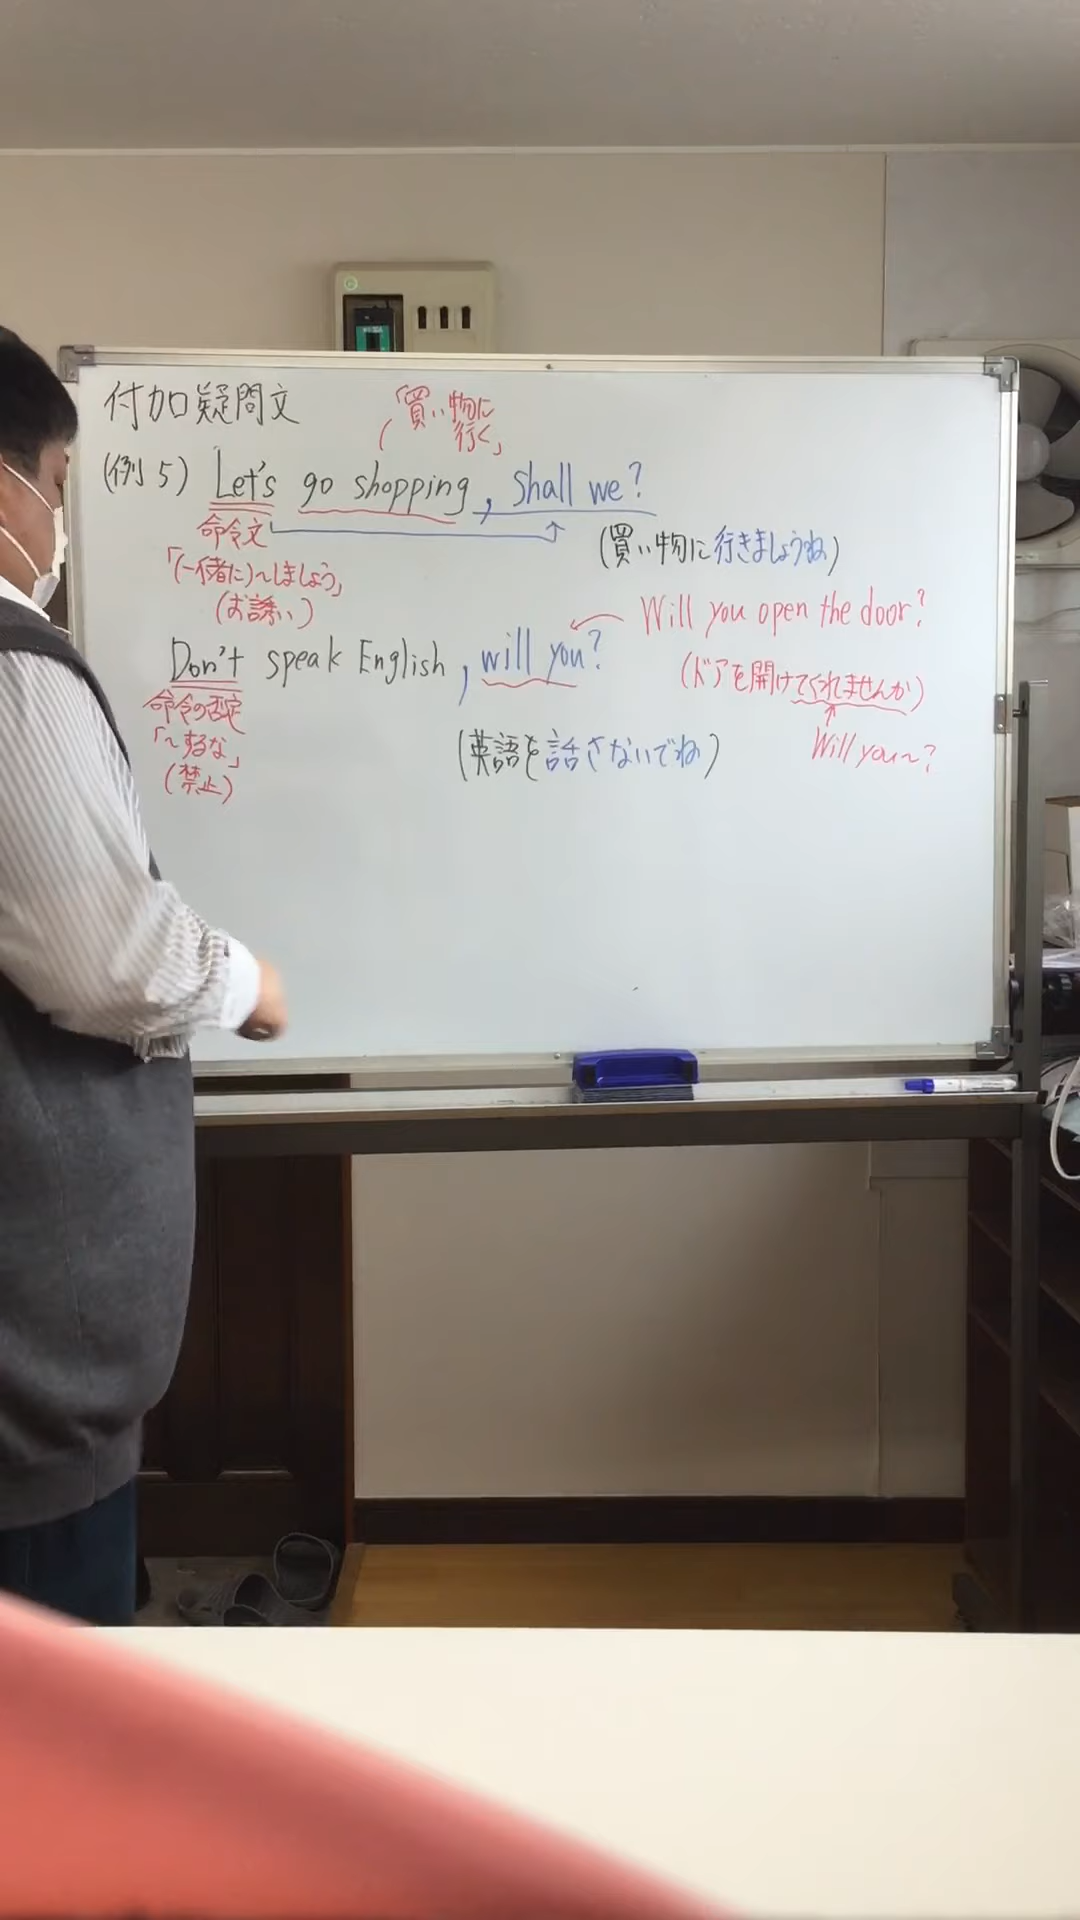 付加疑問文
「買い物に
行く」
(例5) Let's go shopping, shall we?
命令文
(買い物に行きましょうね)
「(一緒に)〜しましょう」
(お誘い)
Will you open the door?
Don't speak English, will you?
(ドアを開けてくれませんか)
命令の否定
「〜するな」
(禁止)
(英語を話さないでね)
Will you〜?